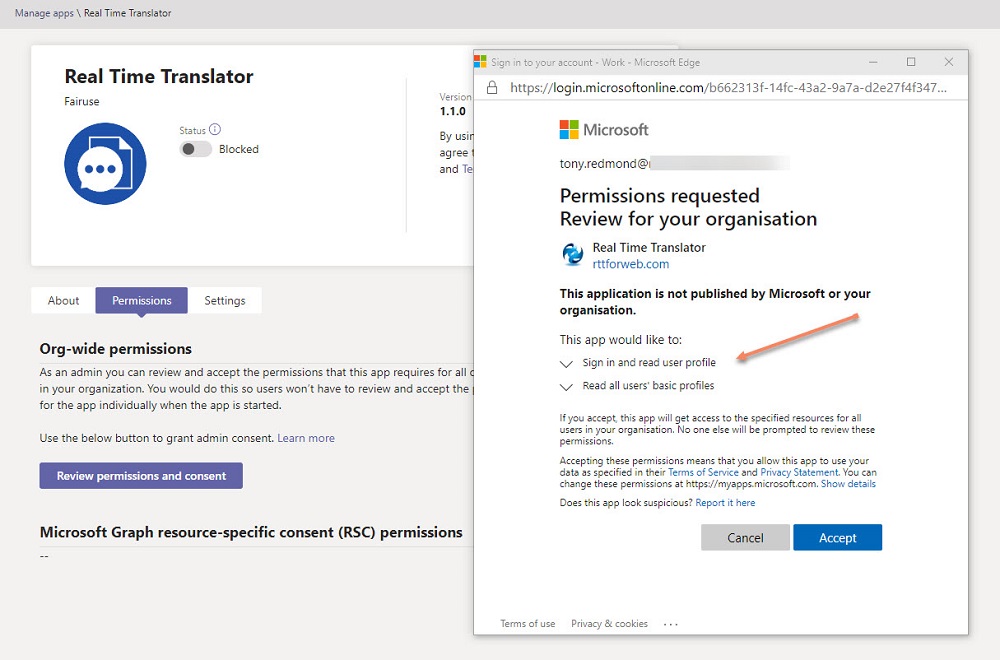 Manage apps \ Real Time Translator
Real Time Translator
Fairuse
Status
Blocked
Version
1.1.0
By usin
agree t
and Te
About
Permissions
Settings
Org-wide permissions
As an admin you can review and accept the permissions that this app requires for all
in your organization. You would do this so users won't have to review and accept the
for the app individually when the app is started.
Use the below button to grant admin consent. Learn more
Review permissions and consent
Microsoft Graph resource-specific consent (RSC) permissions
--
Sign in to your account - Work - Microsoft Edge
https://login.microsoftonline.com/b662313f-14fc-43a2-9a7a-d2e27f4f347...
Microsoft
tony.redmond@
Permissions requested
Review for your organisation
Real Time Translator
rttforweb.com
This application is not published by Microsoft or your
organisation.
This app would like to:
Sign in and read user profile
Read all users' basic profiles
If you accept, this app will get access to the specified resources for all
users in your organisation. No one else will be prompted to review these
permissions.
Accepting these permissions means that you allow this app to use your
data as specified in their Terms of Service and Privacy Statement. You can
change these permissions at https://myapps.microsoft.com. Show details
Does this app look suspicious? Report it here
Cancel
Accept
Terms of use
Privacy & cookies
...